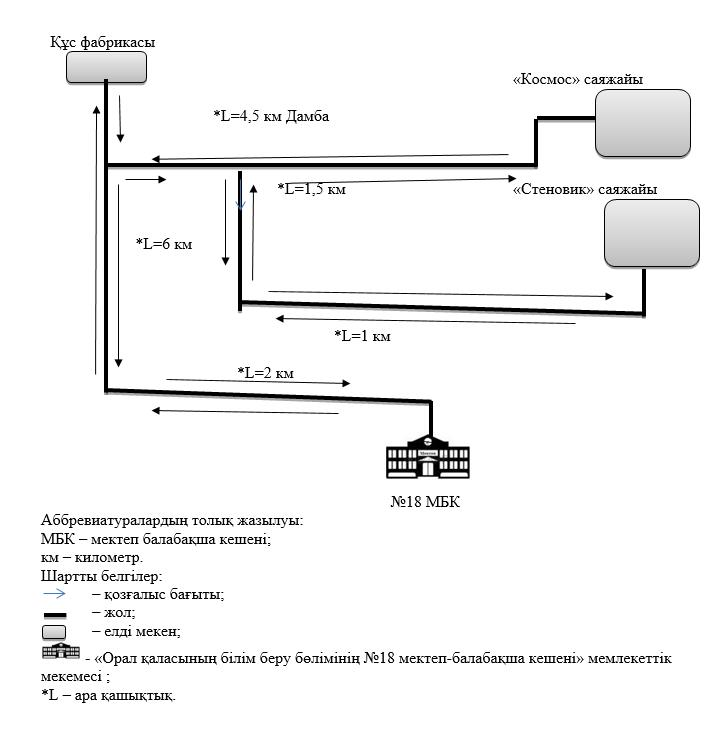 Құс фабрикасы
«Космос» саяжайы
*L=4,5 км Дамба
*L=1,5 км
«Стеновик» саяжайы
*L=6 км
*L=1 км
*L=2 км
№18 МБК
Аббревиатуралардың толық жазылуы:
МБК – мектеп балабақша кешені;
км – километр.
Шартты белгілер:
– қозғалыс бағыты;
– жол;
– елді мекен;
- «Орал қаласының білім беру бөлімінің №18 мектеп-балабақша кешені» мемлекеттік
мекемесі ;
*L – ара қашықтық.